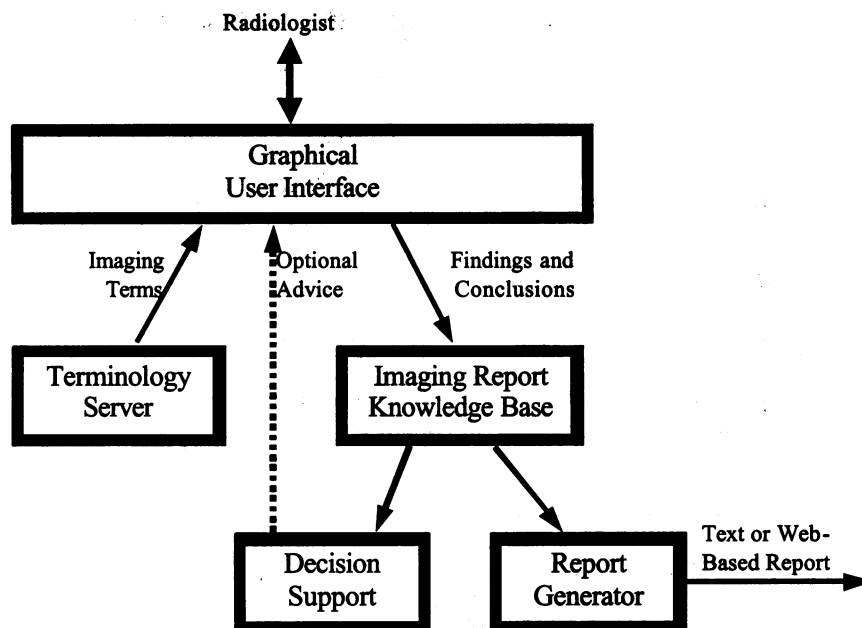 Radiologist
Graphical
User Interface
Imaging
Terms
Optional
Advice
Findings and
Conclusions
Terminology
Server
Imaging Report
Knowledge Base
Decision
Support
Report
Generator
Text or Web-
Based Report